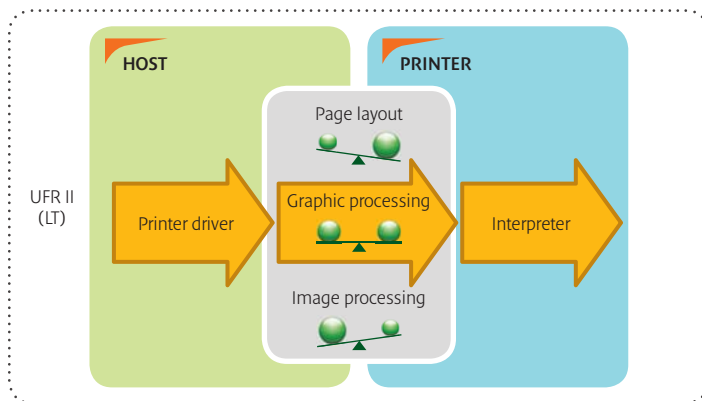 HOST
PRINTER
Page layout
UFR II
(LT)
Printer driver
Graphic processing
Interpreter
Image processing